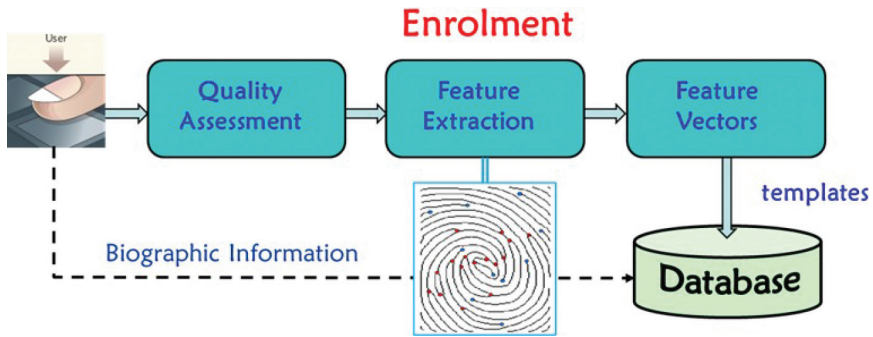 Enrolment
User
Quality
Assessment
Feature
Extraction
Feature
Vectors
templates
Biographic Information
Database